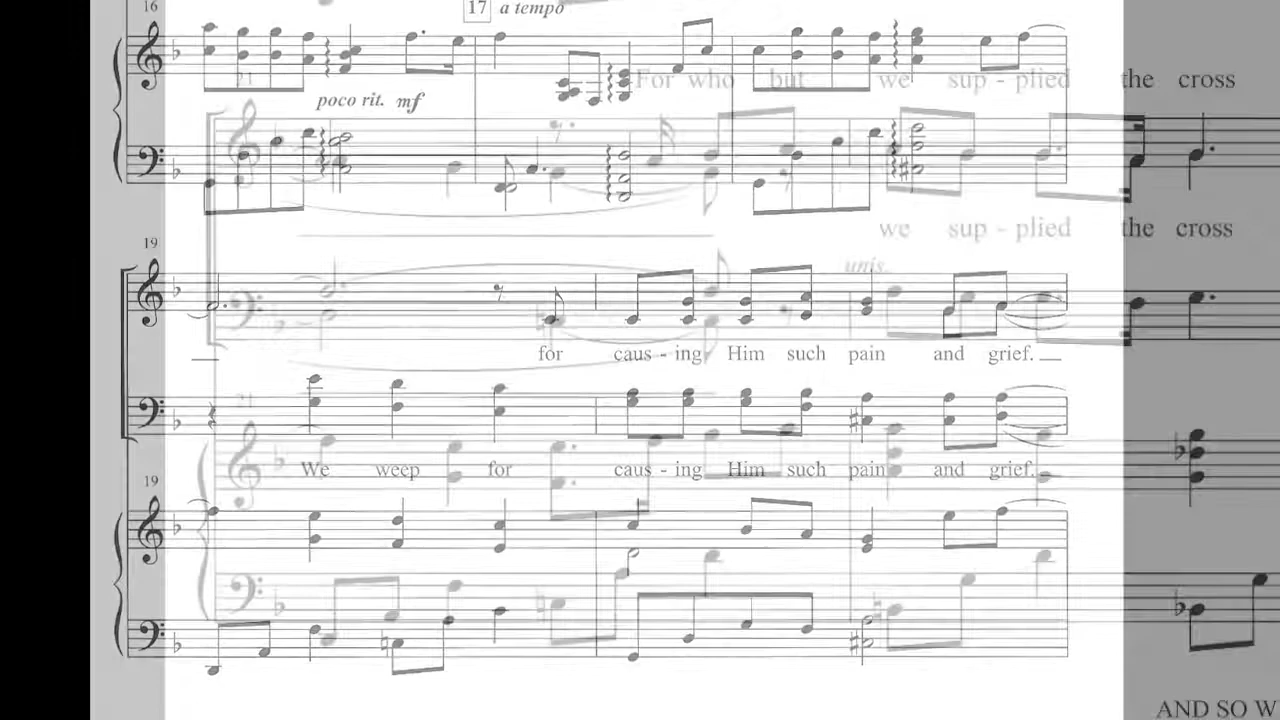 16
17 a tempo
21
For who but we sup - plied the cross
poco rit. mf
we sup - plied the cross
19
unis.
for caus - ing Him such pain and grief.
21
We weep for caus - ing Him such pain and grief.
19
AND SO W